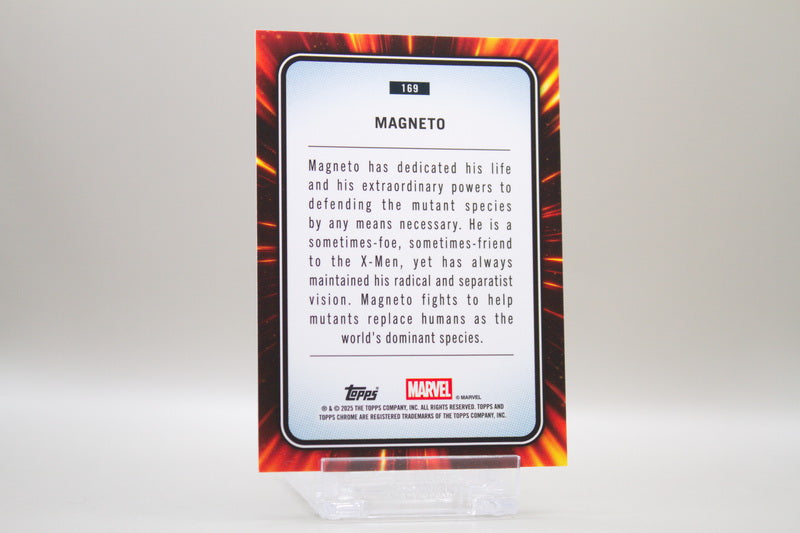 169
MAGNETO
Magneto has dedicated his life
and his extraordinary powers to
defending the mutant species
by any means necessary. He is a
sometimes-foe, sometimes-friend
to the X-Men, yet has always
maintained his radical and separatist
vision. Magneto fights to help
mutants replace humans as the
world's dominant species.
Topps® MARVEL © MARVEL
® & © 2025 THE TOPPS COMPANY, INC. ALL RIGHTS RESERVED. TOPPS AND
TOPPS CHROME ARE REGISTERED TRADEMARKS OF THE TOPPS COMPANY, INC.